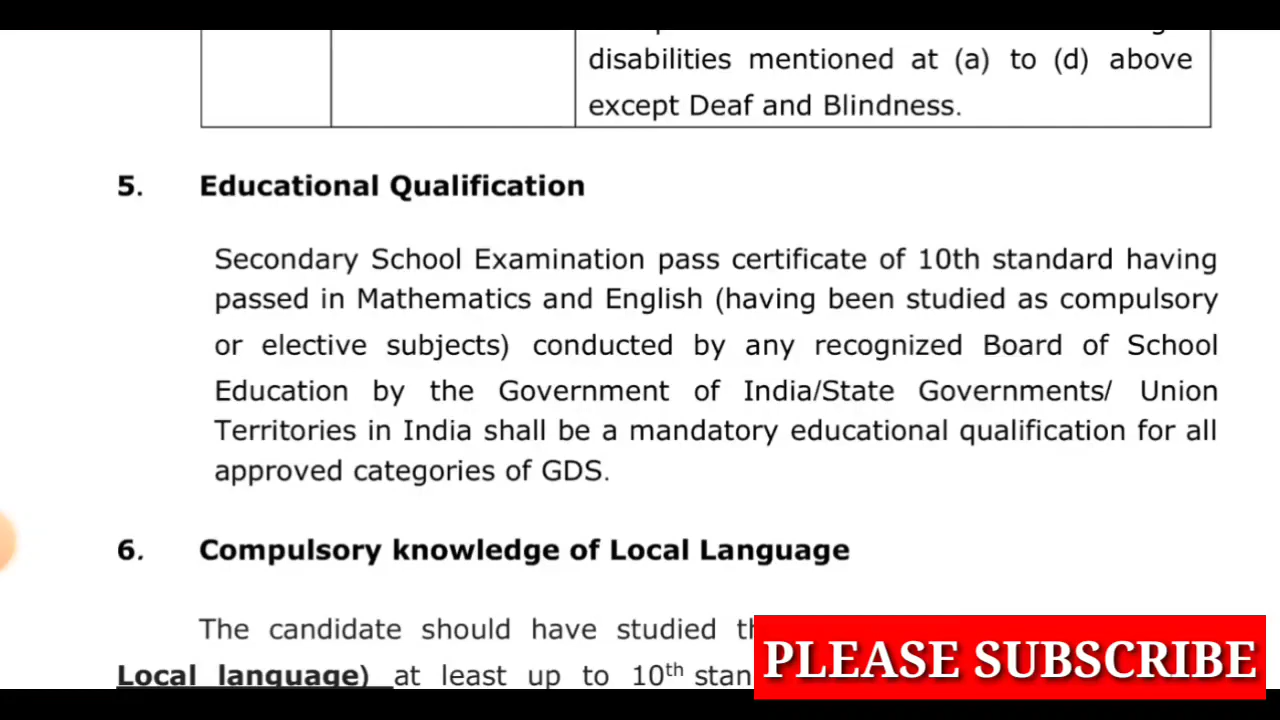 disabilities mentioned at (a) to (d) above
except Deaf and Blindness.
5. Educational Qualification
Secondary School Examination pass certificate of 10th standard having
passed in Mathematics and English (having been studied as compulsory
or elective subjects) conducted by any recognized Board of School
Education by the Government of India/State Governments/ Union
Territories in India shall be a mandatory educational qualification for all
approved categories of GDS.
6. Compulsory knowledge of Local Language
The candidate should have studied
Local language) at least up to 10th
PLEASE SUBSCRIBE